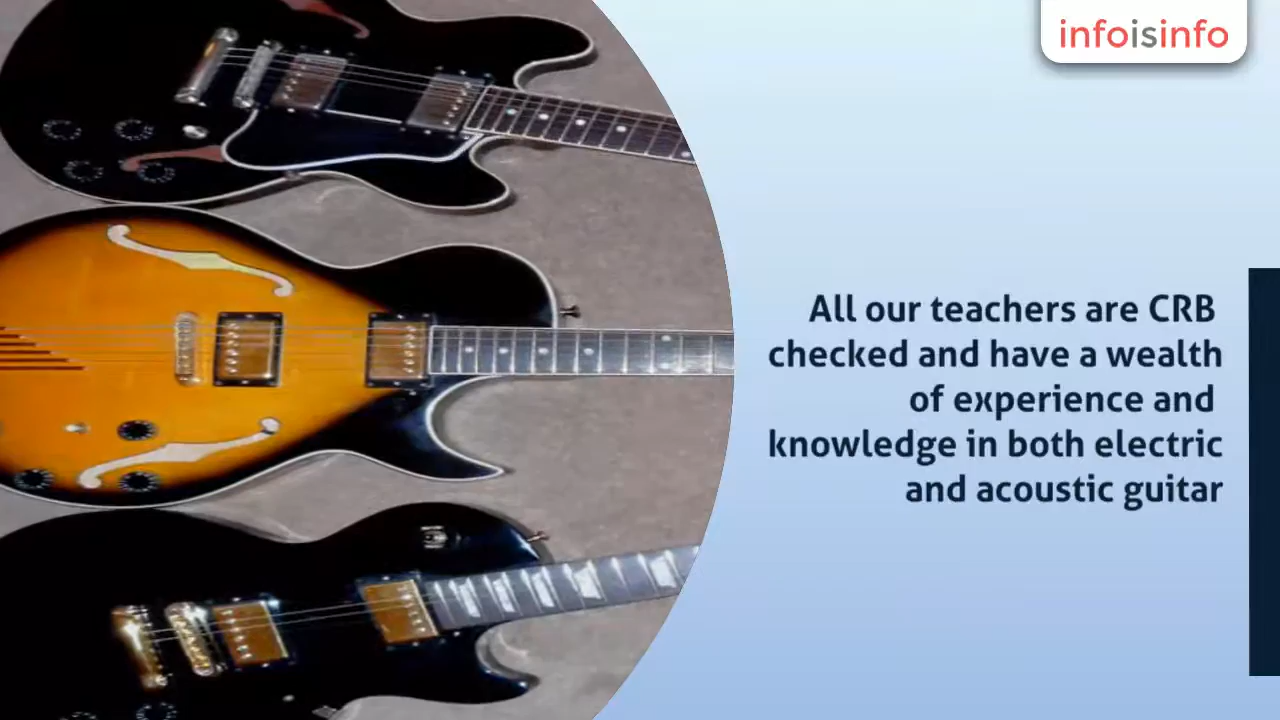 infoisinfo
All our teachers are CRB
checked and have a wealth
of experience and
knowledge in both electric
and acoustic guitar